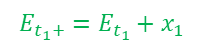 $E_{t_1+} = E_{t_1} + x_1$